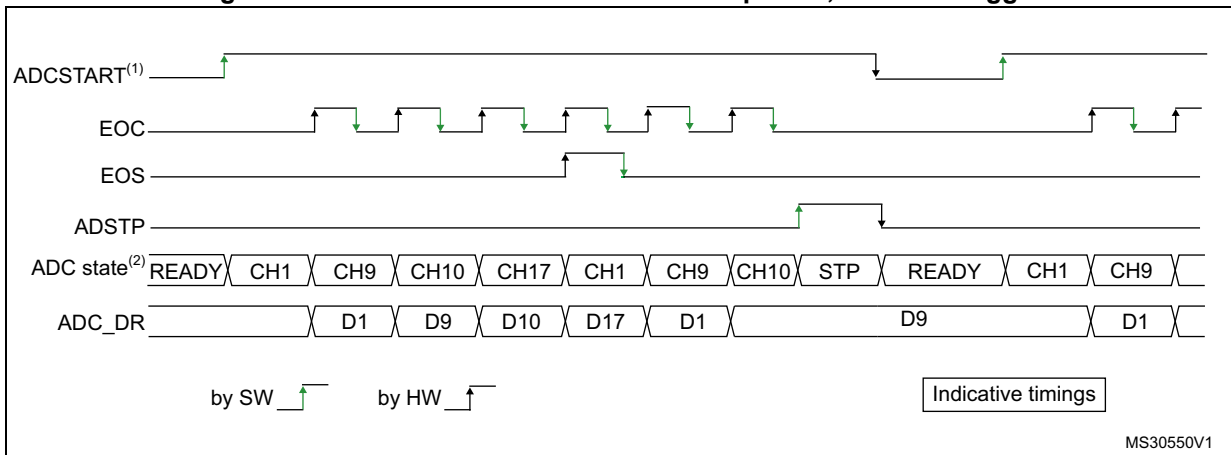 ADCSTART(1)
EOC
EOS
ADSTP
ADC state(2) READY CH1 CH9 CH10 CH17 CH1 CH9 CH10 STP READY CH1 CH9
ADC_DR D1 D9 D10 D17 D1 D9 D1
by SW by HW Indicative timings
MS30550V1